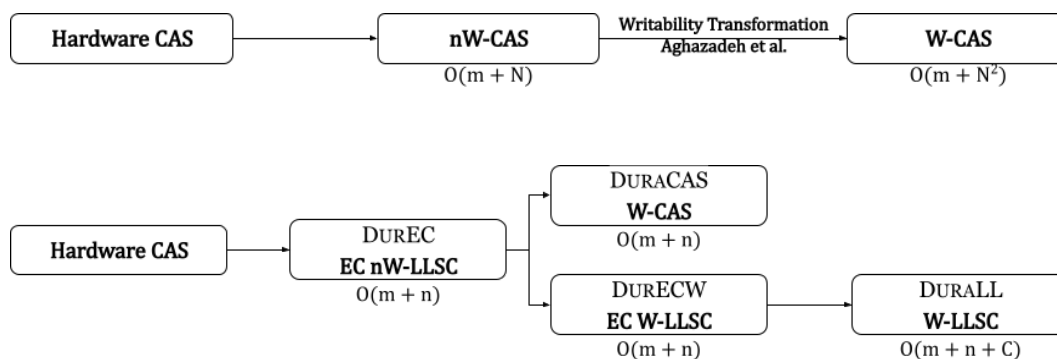 Hardware CAS
nW-CAS
O(m + N)
Writability Transformation
Aghazadeh et al.
W-CAS
O(m + N²)
Hardware CAS
DUREC
EC nW-LLSC
O(m + n)
DURACAS
W-CAS
O(m + n)
DURECW
EC W-LLSC
O(m + n)
DURALL
W-LLSC
O(m + n + C)